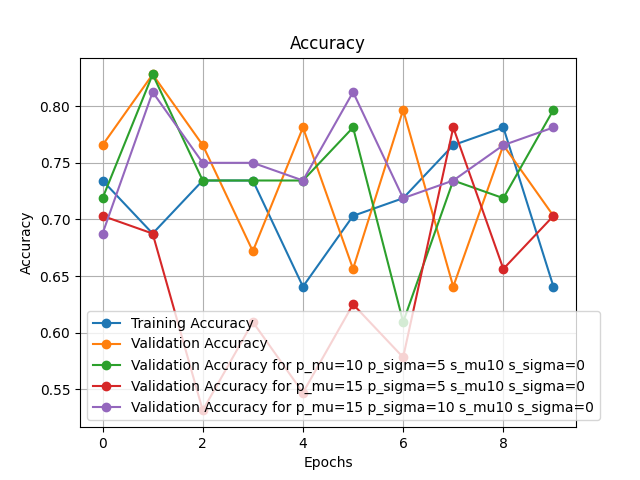 Accuracy
0.80
0.75
0.70
0.65
0.60
0.55
Accuracy
Training Accuracy
Validation Accuracy
Validation Accuracy for p_mu=10 p_sigma=5 s_mu10 s_sigma=0
Validation Accuracy for p_mu=15 p_sigma=5 s_mu10 s_sigma=0
Validation Accuracy for p_mu=15 p_sigma=10 s_mu10 s_sigma=0
0 2 4 6 8
Epochs